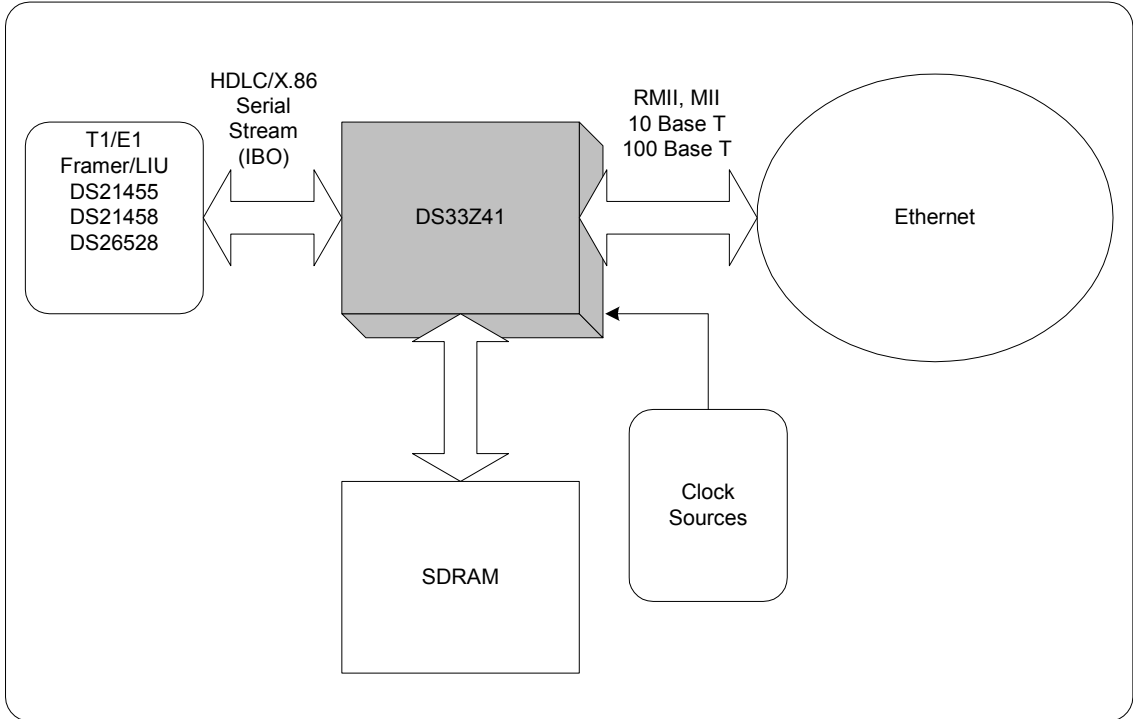 HDLC/X.86
Serial
Stream
(IBO)
RMII, MII
10 Base T
100 Base T
T1/E1
Framer/LIU
DS21455
DS21458
DS26528
DS33Z41
Ethernet
Clock
Sources
SDRAM